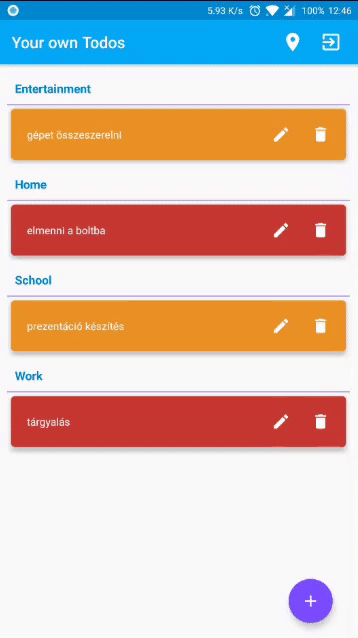 5.93 K/s 100% 12:46
Your own Todos
Entertainment
gépet összeszerelni
Home
elmenni a boltba
School
prezentáció készítés
Work
tárgyalás